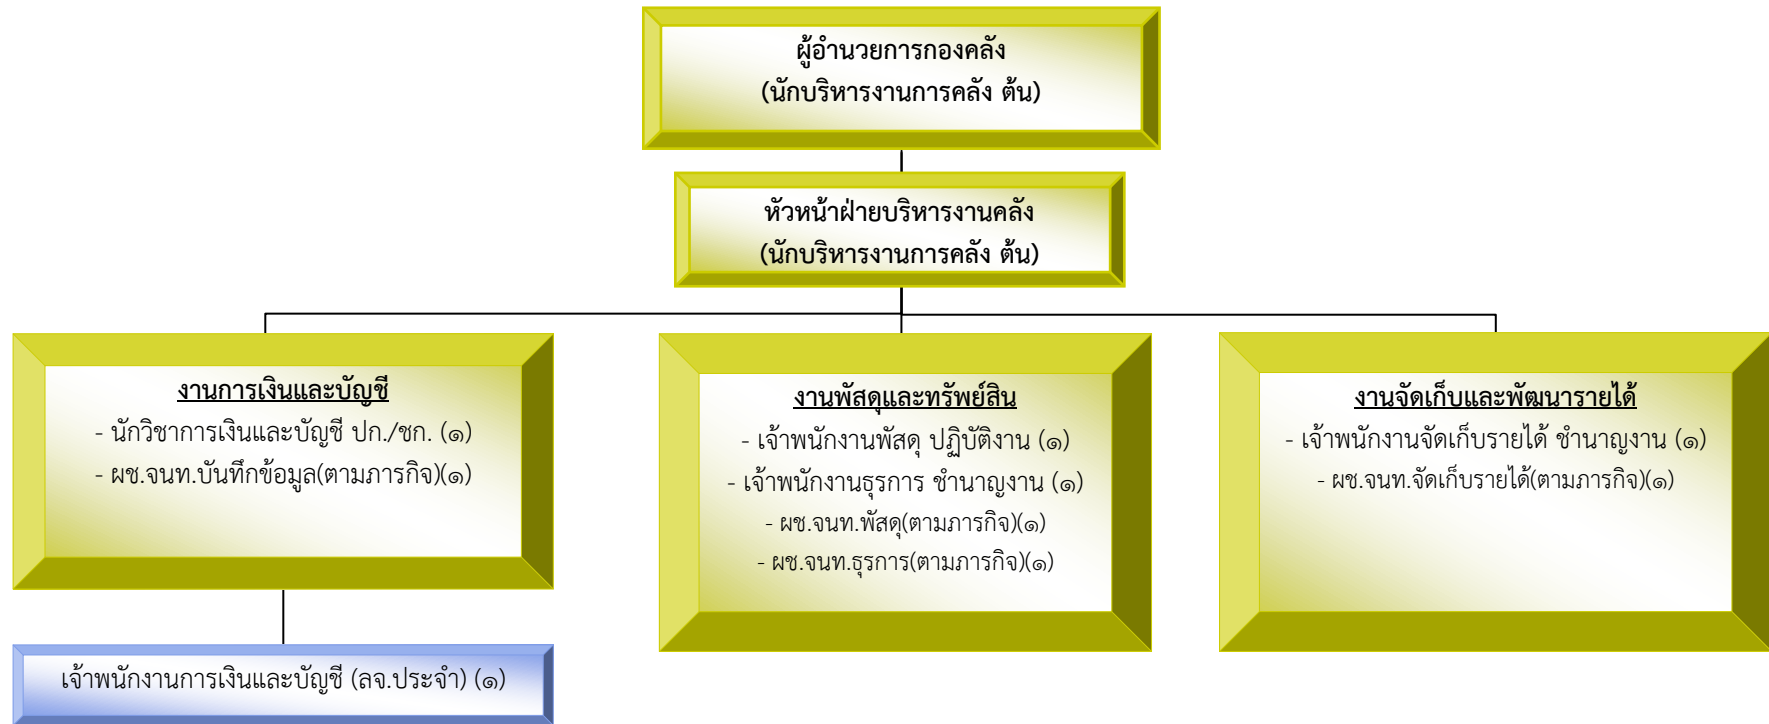 ผู้อำนวยการกองคลัง
(นักบริหารงานการคลัง ต้น)
หัวหน้าฝ่ายบริหารงานคลัง
(นักบริหารงานการคลัง ต้น)
งานการเงินและบัญชี
- นักวิชาการเงินและบัญชี ปก./ชก. (๑)
- ผช.จนท.บันทึกข้อมูล(ตามภารกิจ)(๑)
งานพัสดุและทรัพย์สิน
- เจ้าพนักงานพัสดุ ปฏิบัติงาน (๑)
- เจ้าพนักงานธุรการ ชำนาญงาน (๑)
- ผช.จนท.พัสดุ(ตามภารกิจ)(๑)
- ผช.จนท.ธุรการ(ตามภารกิจ)(๑)
งานจัดเก็บและพัฒนารายได้
- เจ้าพนักงานจัดเก็บรายได้ ชำนาญงาน (๑)
- ผช.จนท.จัดเก็บรายได้(ตามภารกิจ)(๑)
เจ้าพนักงานการเงินและบัญชี (ลจ.ประจำ) (๑)